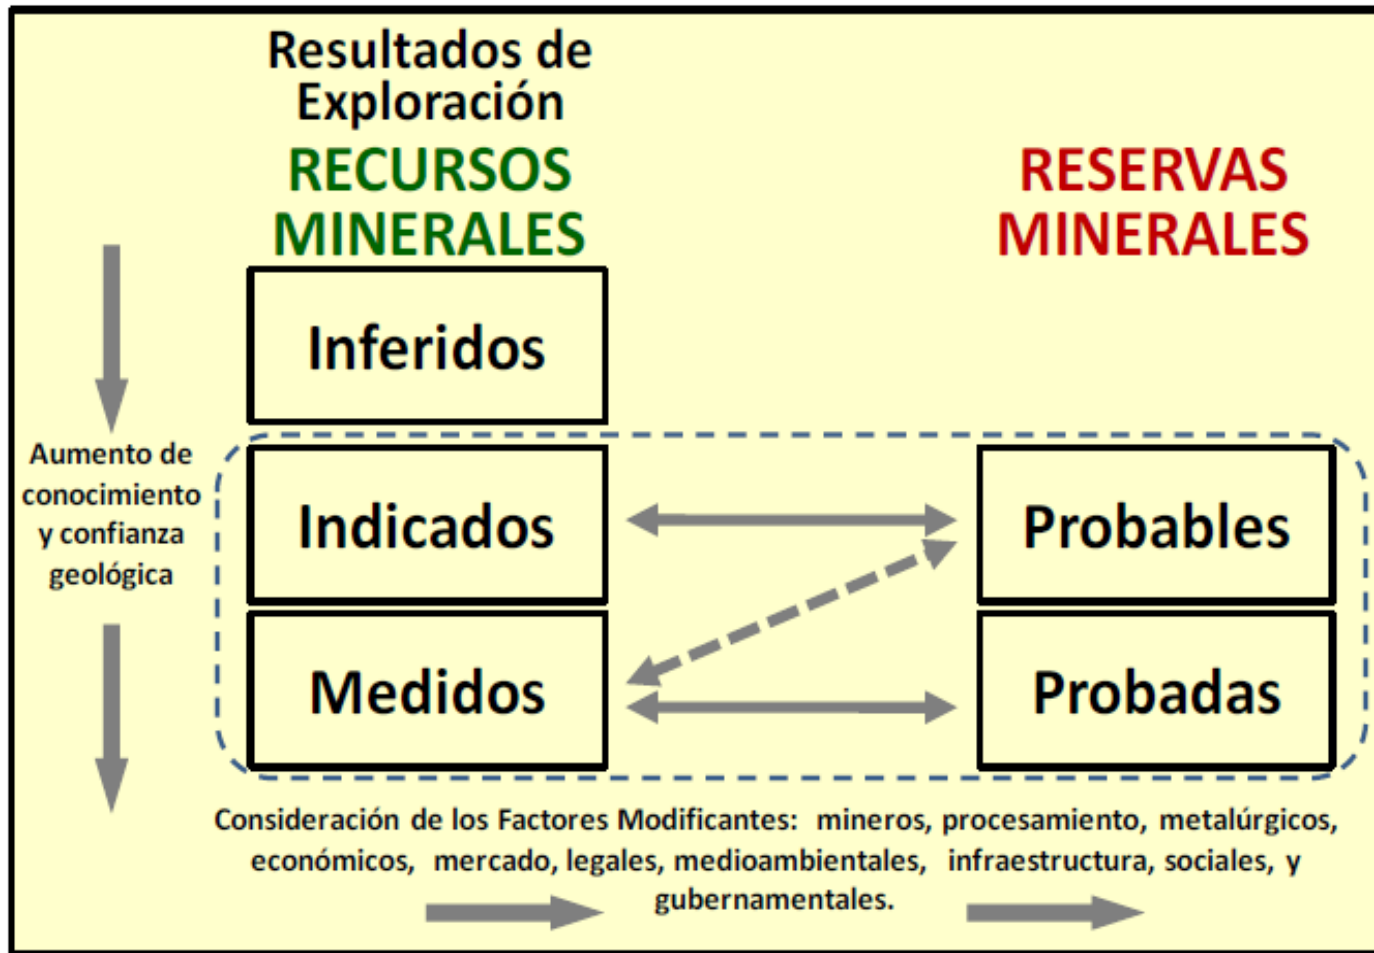 Resultados de
Exploración
RECURSOS
MINERALES
RESERVAS
MINERALES
Inferidos
Aumento de
conocimiento
y confianza
geológica
Indicados
Probables
Medidos
Probadas
Consideración de los Factores Modificantes: mineros, procesamiento, metalúrgicos,
económicos, mercado, legales, medioambientales, infraestructura, sociales, y
gubernamentales.